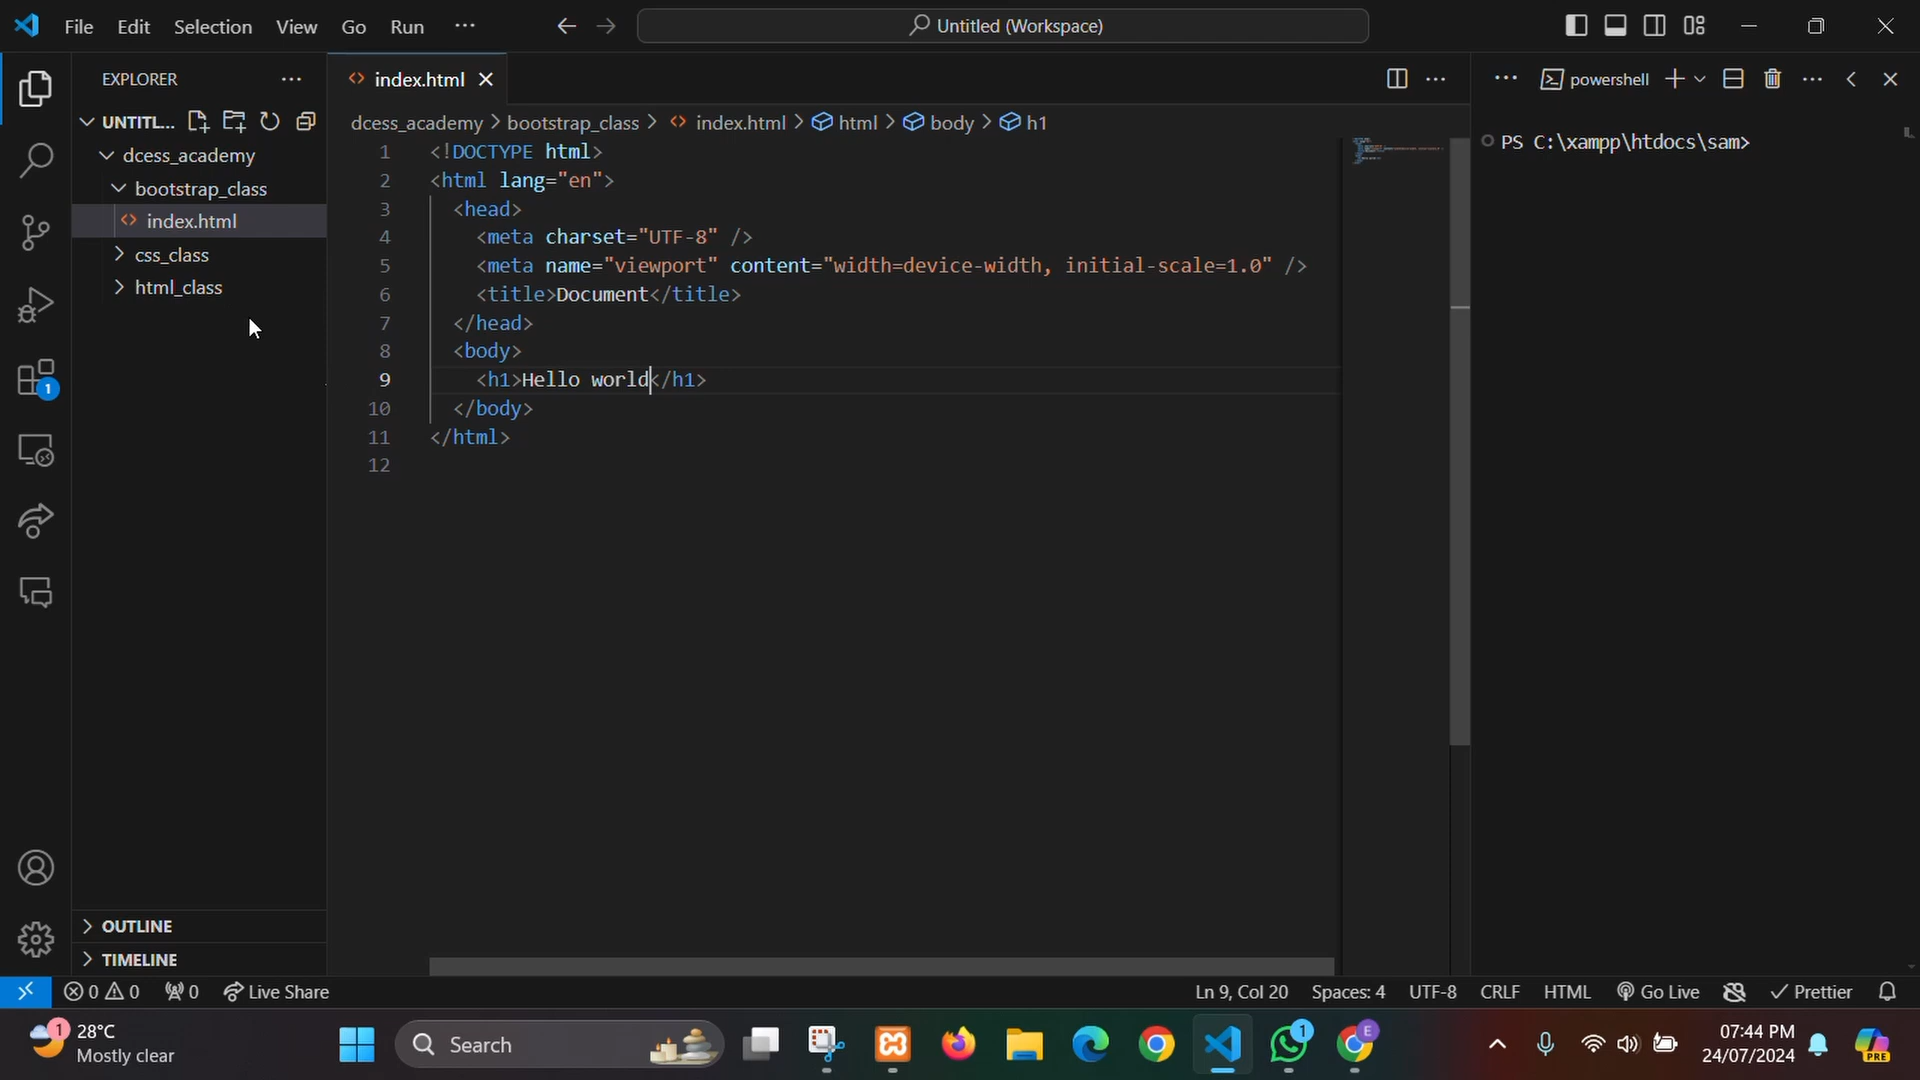 File Edit Selection View Go Run ···
Untitled (Workspace)
EXPLORER ···
index.html
··· powershell ···
UNTITL...
dcess_academy > bootstrap_class > index.html > html > body > h1
dcess_academy
bootstrap_class
index.html
css_class
html_class
1 <!DOCTYPE html>
2 <html lang="en">
3 <head>
4 <meta charset="UTF-8" />
5 <meta name="viewport" content="width=device-width, initial-scale=1.0" />
6 <title>Document</title>
7 </head>
8 <body>
9 <h1>Hello world</h1>
10 </body>
11 </html>
12
PS C:\xampp\htdocs\sam>
1
OUTLINE
TIMELINE
0 0 0 Live Share Ln 9, Col 20 Spaces: 4 UTF-8 CRLF HTML Go Live Prettier
1 28°C
Mostly clear
Search
1
E
07:44 PM
24/07/2024
PRE